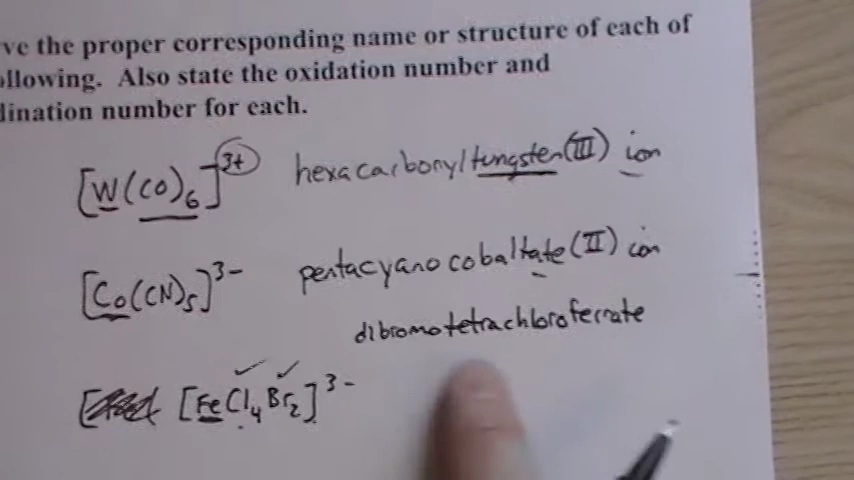 ve the proper corresponding name or structure of each of
ollowing. Also state the oxidation number and
dination number for each.
[W(CO)6]3+ hexacarbonyltungsten(III) ion
[Co(CN)5]3- pentacyanocobaltate(II) ion
dibromotetrachloroferrate
[FeCl4Br2]3-